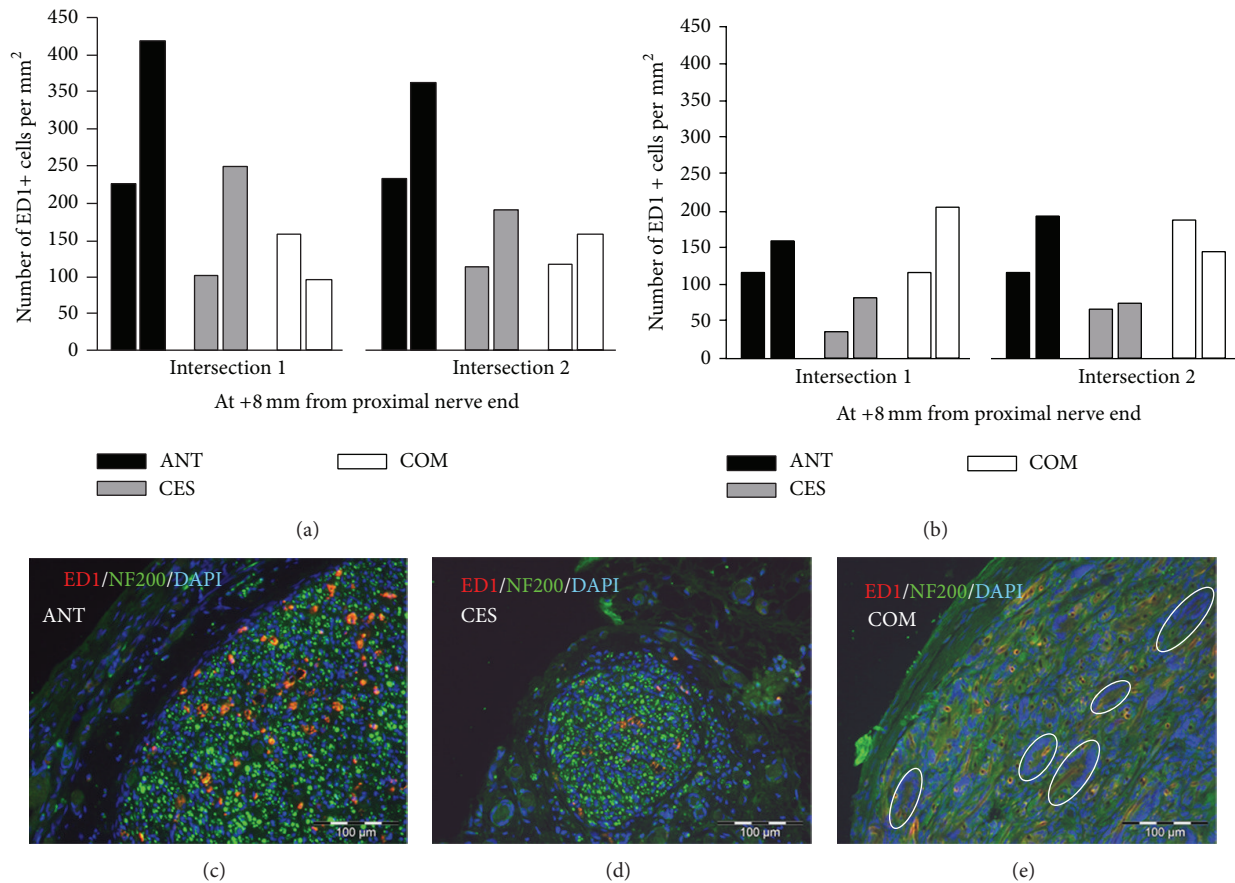 450
400
350
300
250
200
150
100
50
0
Number of ED1+ cells per mm²
Intersection 1
Intersection 2
At +8 mm from proximal nerve end
ANT
COM
CES
(a)
450
400
350
300
250
200
150
100
50
0
Number of ED1 + cells per mm²
Intersection 1
Intersection 2
At +8 mm from proximal nerve end
ANT
COM
CES
(b)
ED1/NF200/DAPI
ANT
100 µm
(c)
ED1/NF200/DAPI
CES
100 µm
(d)
ED1/NF200/DAPI
COM
100 µm
(e)